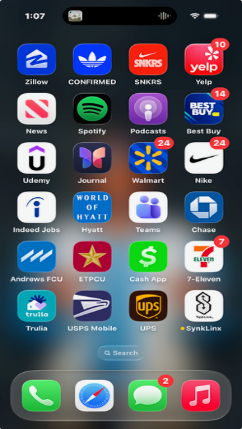 1:07
10
SNKRS
yelp
Zillow CONFIRMED SNKRS Yelp
14
BEST
BUY
News Spotify Podcasts Best Buy
24 24
Udemy Journal Walmart Nike
WORLD
OF
HYATT
Indeed Jobs Hyatt Teams Chase
7
ELEVEN
Andrews FCU ETPCU Cash App 7-Eleven
trulia
ups
Trulia USPS Mobile UPS SynkLinx
Search
2